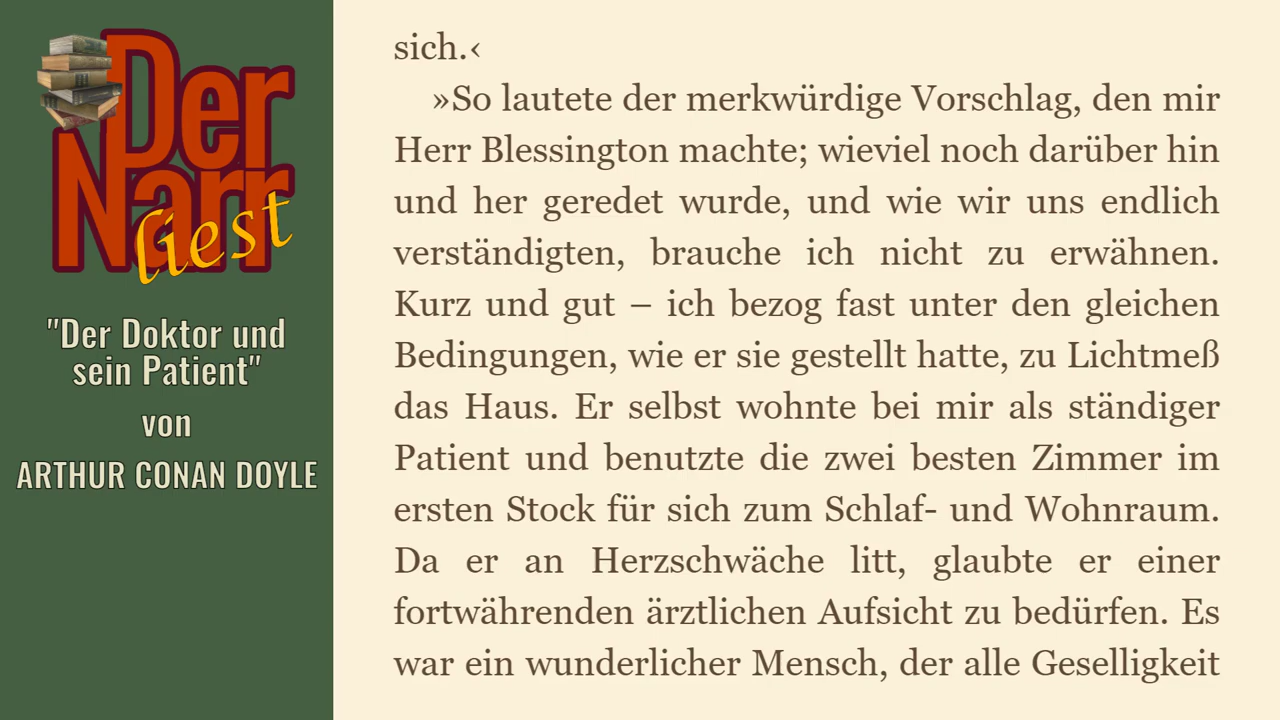 Der
Narr
liest
"Der Doktor und
sein Patient"
von
ARTHUR CONAN DOYLE
sich.‹
»So lautete der merkwürdige Vorschlag, den mir
Herr Blessington machte; wieviel noch darüber hin
und her geredet wurde, und wie wir uns endlich
verständigten, brauche ich nicht zu erwähnen.
Kurz und gut – ich bezog fast unter den gleichen
Bedingungen, wie er sie gestellt hatte, zu Lichtmeß
das Haus. Er selbst wohnte bei mir als ständiger
Patient und benutzte die zwei besten Zimmer im
ersten Stock für sich zum Schlaf- und Wohnraum.
Da er an Herzschwäche litt, glaubte er einer
fortwährenden ärztlichen Aufsicht zu bedürfen. Es
war ein wunderlicher Mensch, der alle Geselligkeit